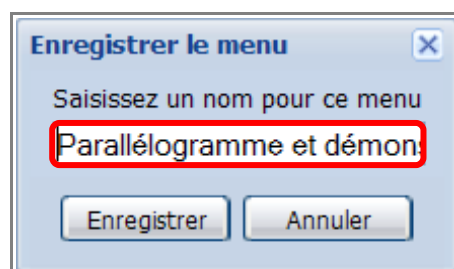 Enregistrer le menu
Saisissez un nom pour ce menu
Parallélogramme et démons
Enregistrer Annuler